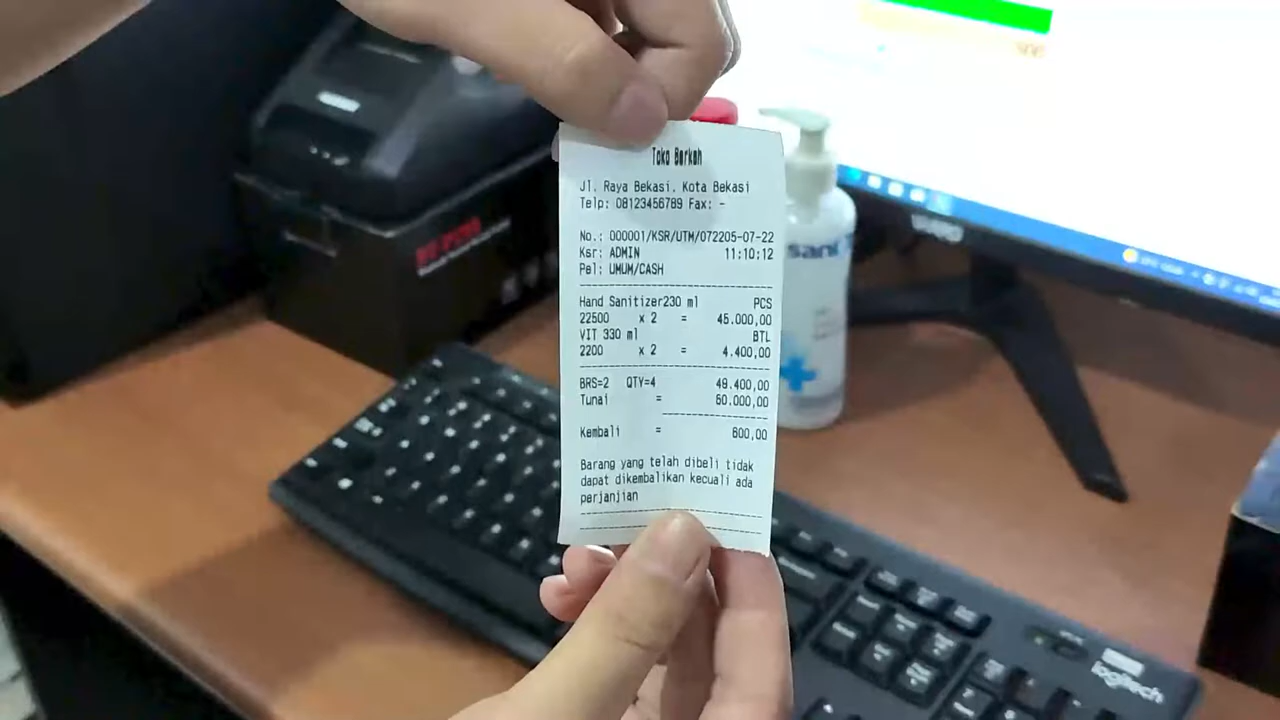 Toko Berkah
Jl. Raya Bekasi. Kota Bekasi
Telp: 08123456789 Fax: -
No.: 000001/KSR/UTM/072205-07-22
Ksr: ADMIN 11:10:12
Pel: UMUM/CASH
Hand Sanitizer230 ml PCS
22500 x 2 = 45.000,00
VIT 330 ml BTL
2200 x 2 = 4.400,00
BRS=2 QTY=4 49.400,00
Tunai = 50.000,00
Kembali = 600,00
Barang yang telah dibeli tidak
dapat dikembalikan kecuali ada
perjanjian
sani
logitech